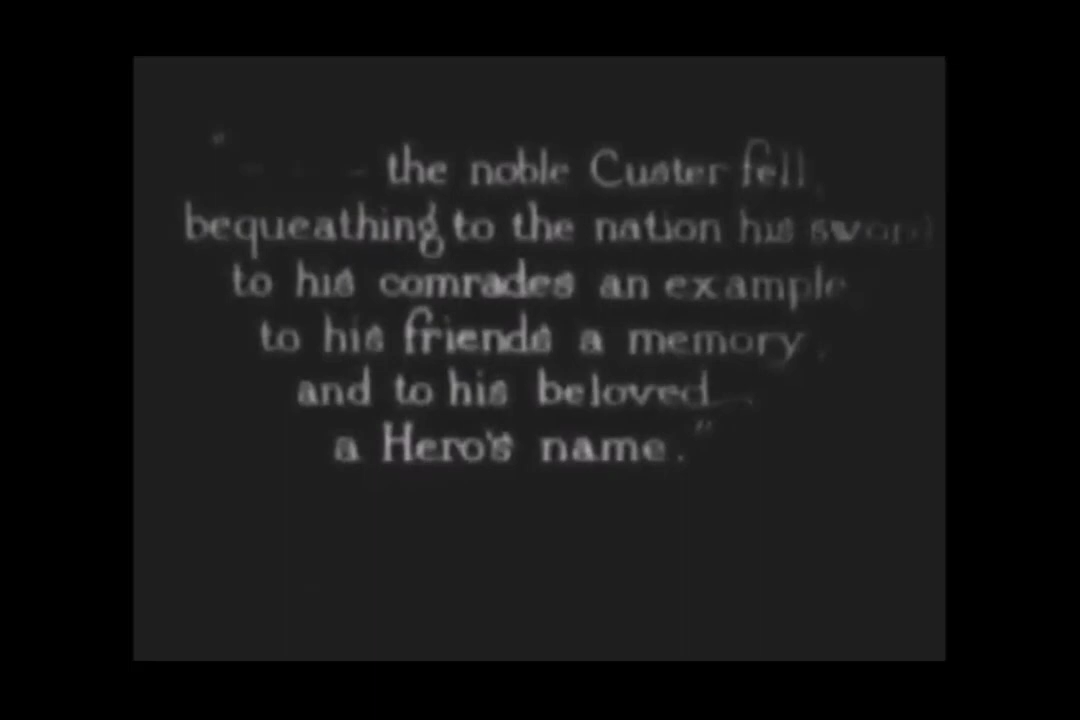 "- - - the noble Custer fell,
bequeathing to the nation his sword
to his comrades an example
to his friends a memory,
and to his beloved
a Hero's name."